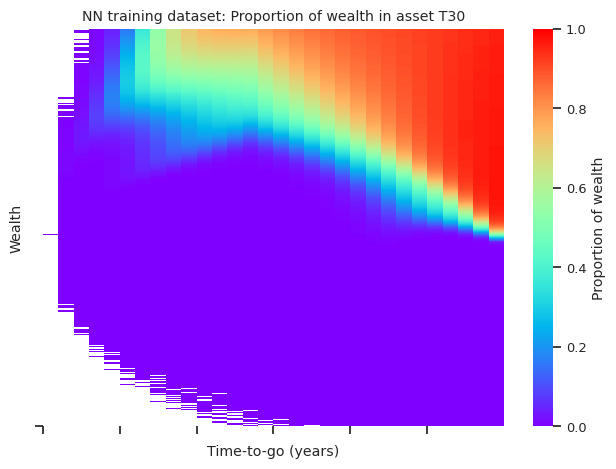 NN training dataset: Proportion of wealth in asset T30
Wealth
Time-to-go (years)
1.0
0.8
0.6
0.4
0.2
0.0
Proportion of wealth